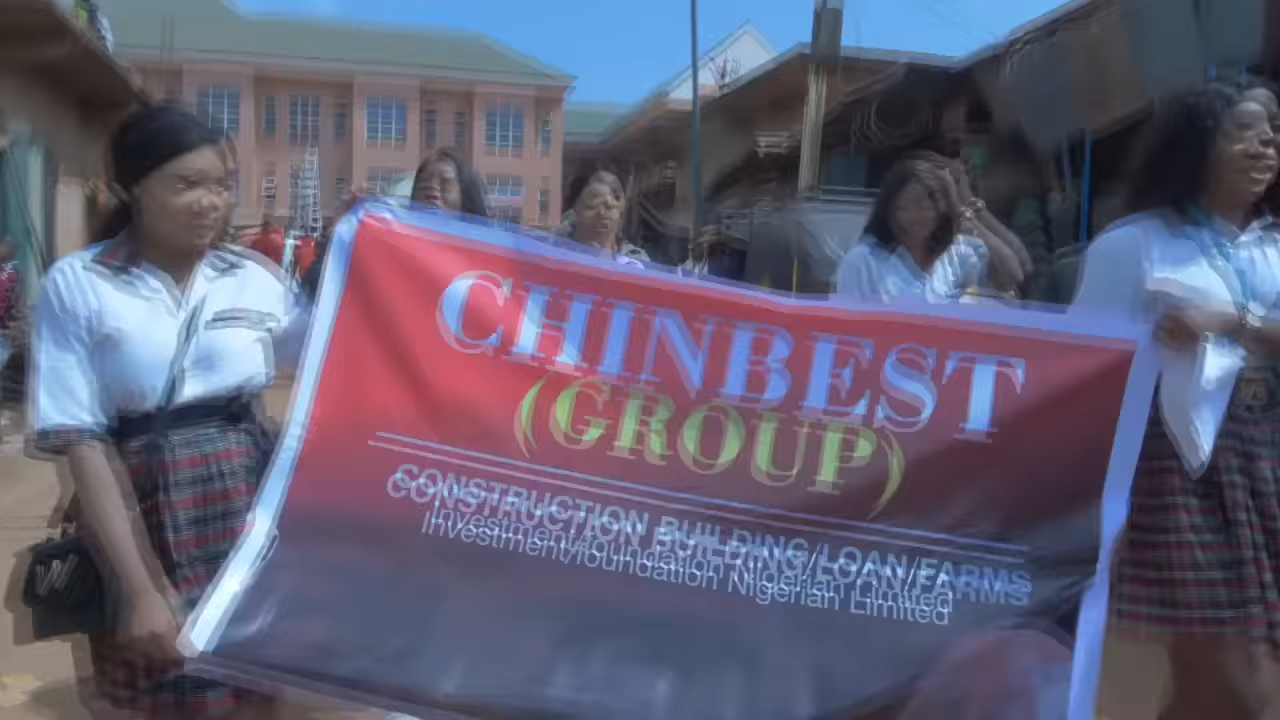 CHINBEST
(GROUP)
CONSTRUCTION BUILDING/LOAN/FARMS
Investment/foundation Nigerian Limited